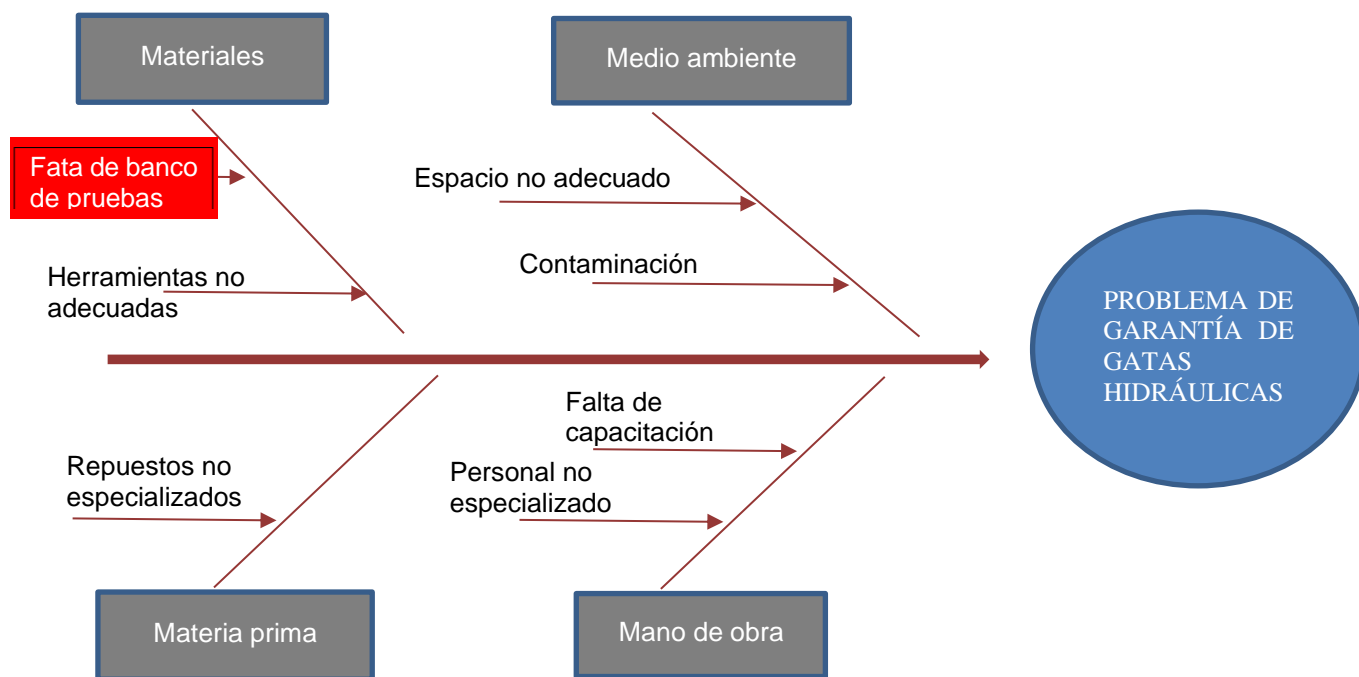 Materiales
Medio ambiente
Fata de banco
de pruebas
Espacio no adecuado
Herramientas no
adecuadas
Contaminación
PROBLEMA DE
GARANTÍA DE
GATAS
HIDRÁULICAS
Falta de
capacitación
Repuestos no
especializados
Personal no
especializado
Materia prima
Mano de obra